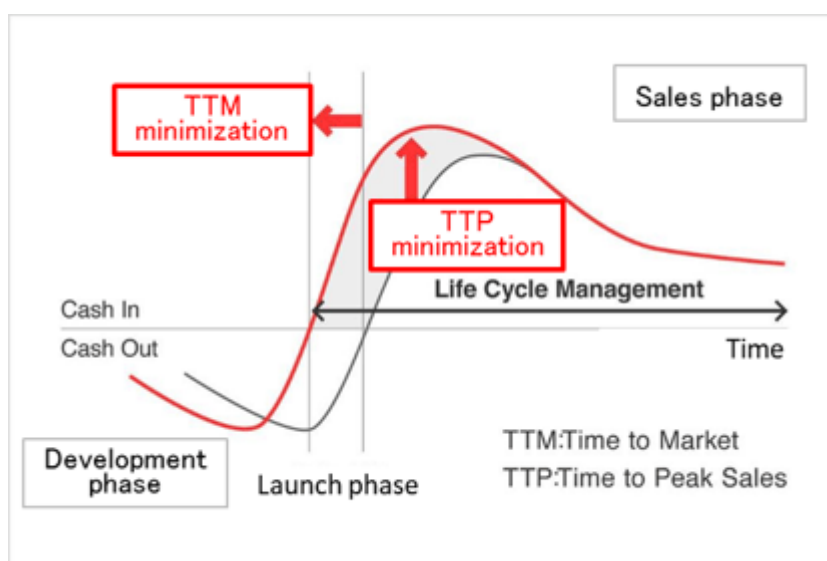 TTM
minimization
Sales phase
TTP
minimization
Life Cycle Management
Cash In
Cash Out
Time
Development
phase
Launch phase
TTM:Time to Market
TTP:Time to Peak Sales